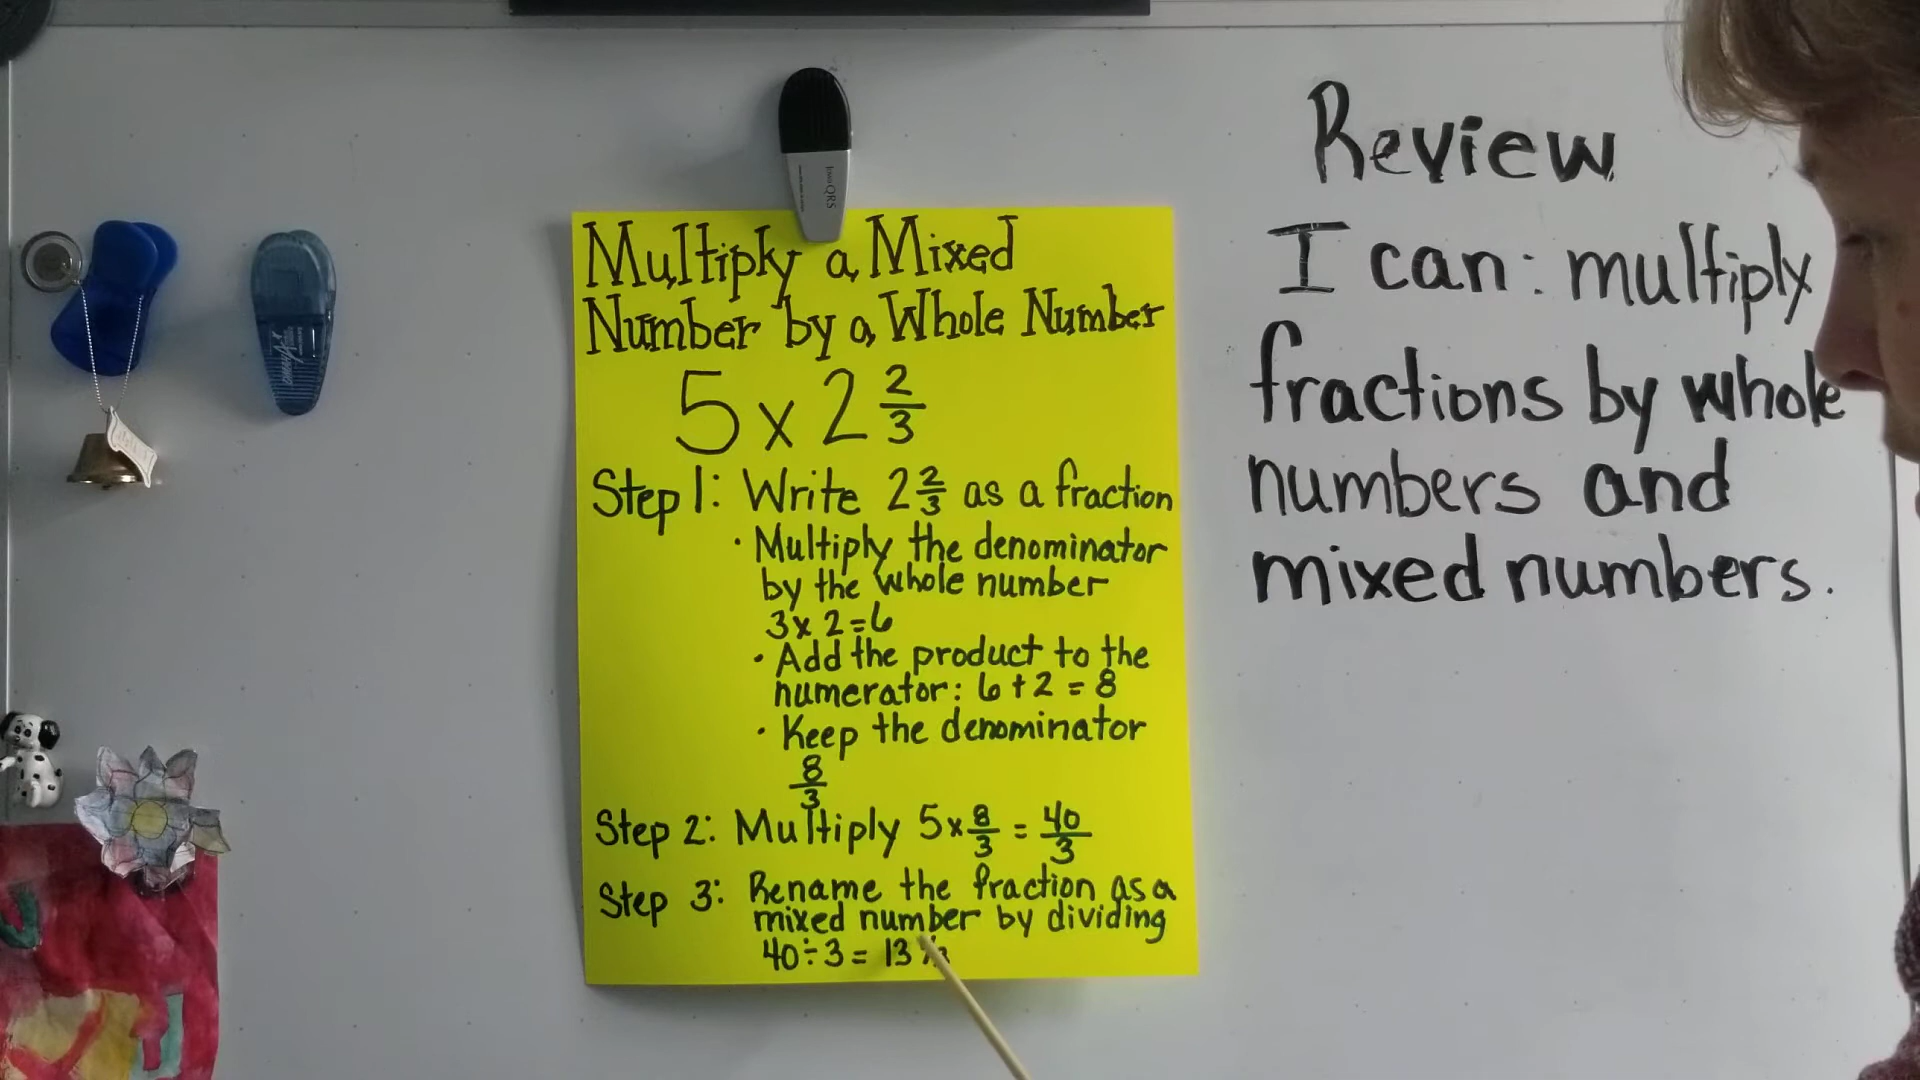 Multiply a Mixed
Number by a Whole Number
5 x 2 2/3
Step 1: Write 2 2/3 as a fraction
• Multiply the denominator
by the whole number
3 x 2 = 6
• Add the product to the
numerator: 6 + 2 = 8
• Keep the denominator
8/3
Step 2: Multiply 5 x 8/3 = 40/3
Step 3: Rename the fraction as a
mixed number by dividing
40 ÷ 3 = 13
Review
I can: multiply
fractions by whole
numbers and
mixed numbers.